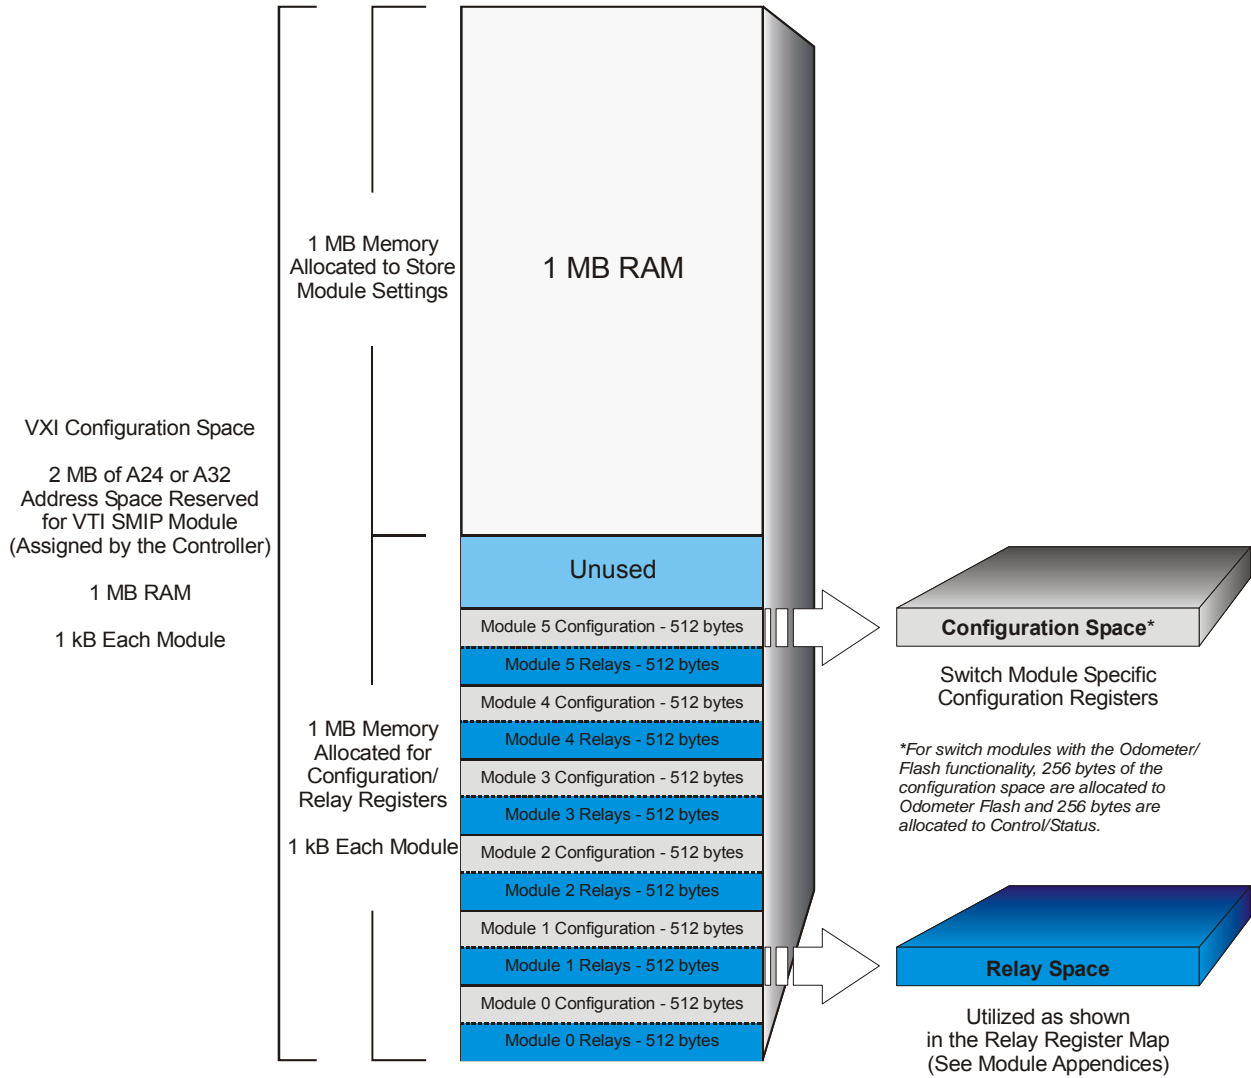 VXI Configuration Space
2 MB of A24 or A32
Address Space Reserved
for VTI SMIP Module
(Assigned by the Controller)
1 MB RAM
1 kB Each Module
1 MB Memory
Allocated to Store
Module Settings
1 MB Memory
Allocated for
Configuration/
Relay Registers
1 kB Each Module
1 MB RAM
Unused
Module 5 Configuration - 512 bytes
Module 5 Relays - 512 bytes
Module 4 Configuration - 512 bytes
Module 4 Relays - 512 bytes
Module 3 Configuration - 512 bytes
Module 3 Relays - 512 bytes
Module 2 Configuration - 512 bytes
Module 2 Relays - 512 bytes
Module 1 Configuration - 512 bytes
Module 1 Relays - 512 bytes
Module 0 Configuration - 512 bytes
Module 0 Relays - 512 bytes
Configuration Space*
Switch Module Specific
Configuration Registers
*For switch modules with the Odometer/
Flash functionality, 256 bytes of the
configuration space are allocated to
Odometer Flash and 256 bytes are
allocated to Control/Status.
Relay Space
Utilized as shown
in the Relay Register Map
(See Module Appendices)